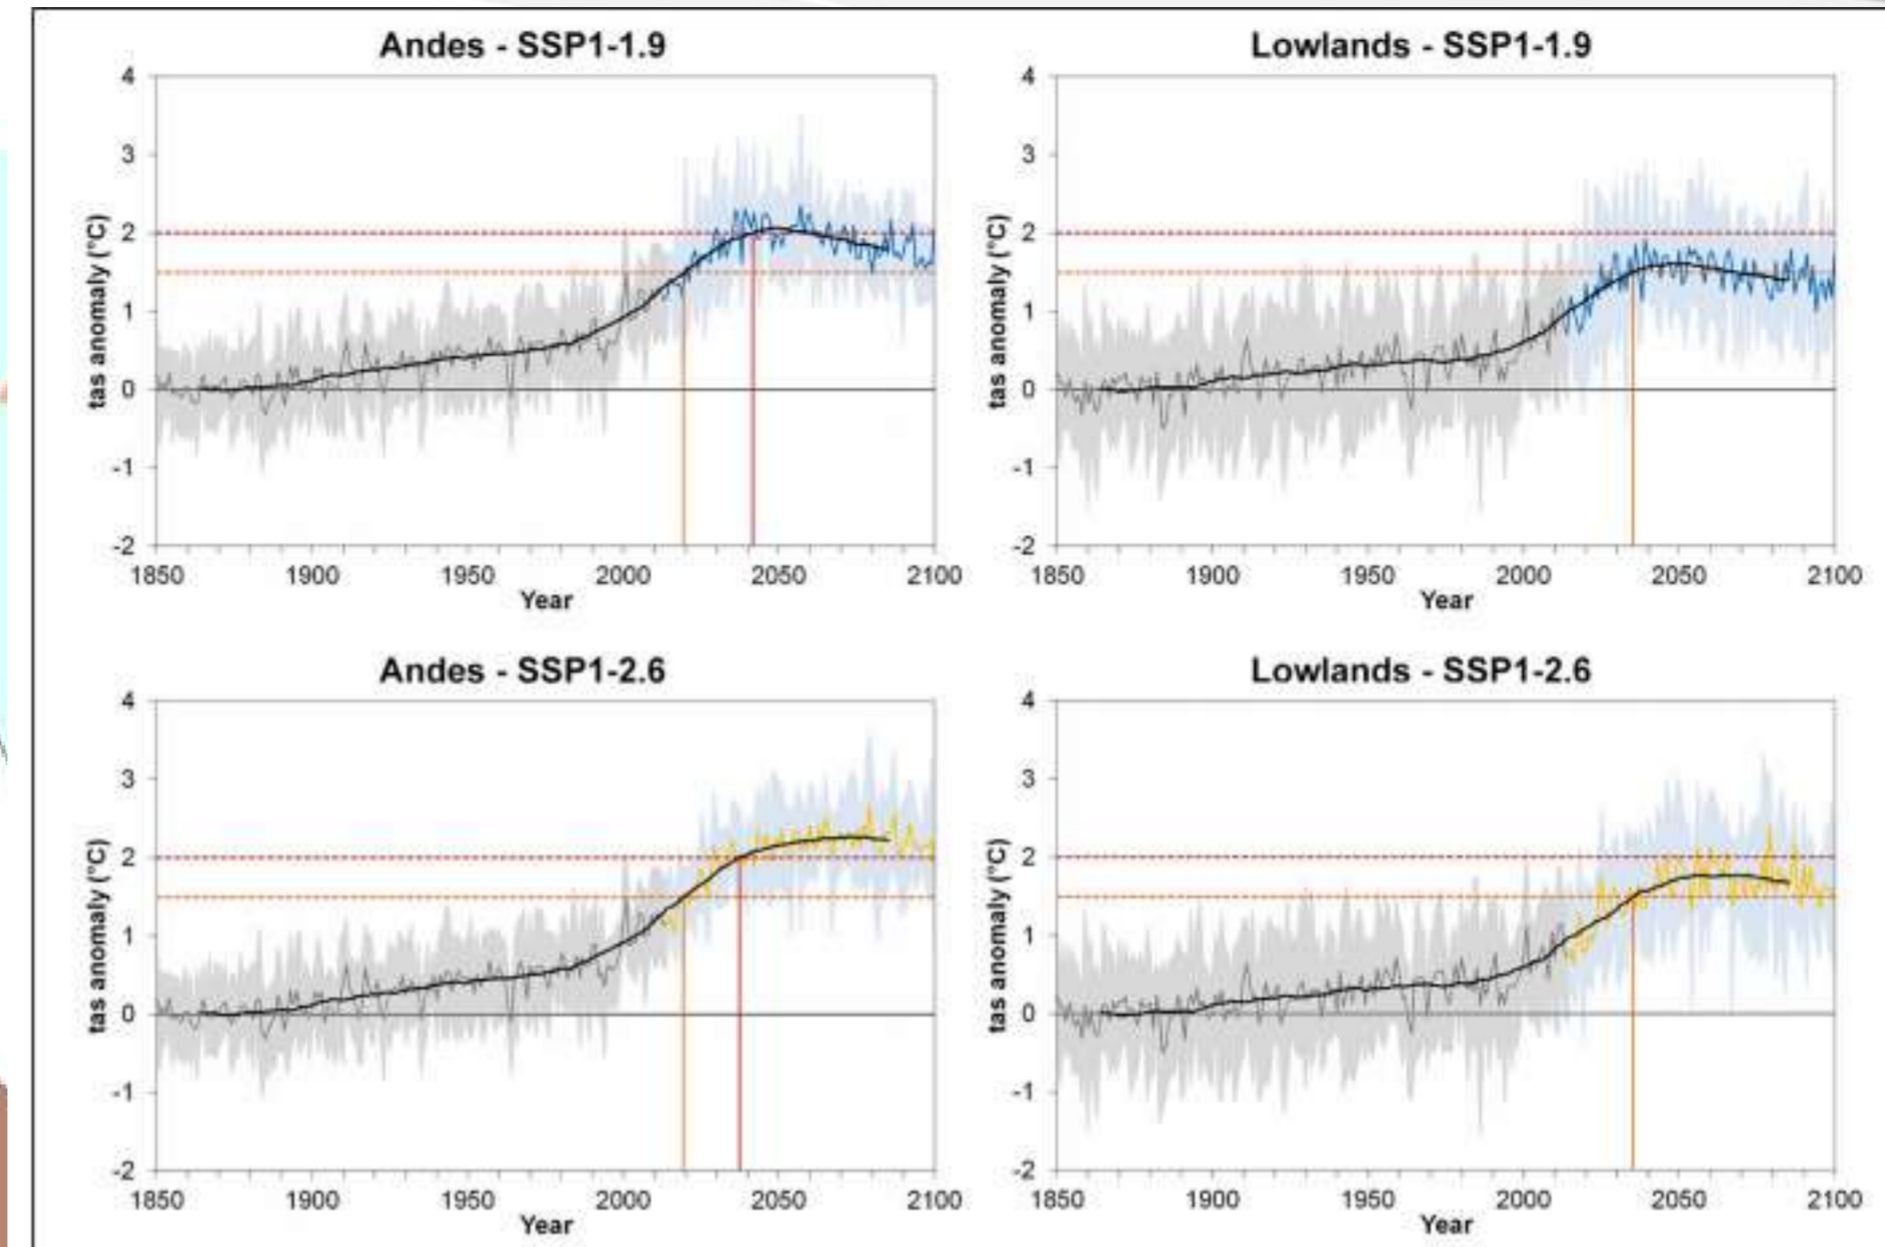 Andes - SSP1-1.9
tas anomaly (°C)
4
3
2
1
0
-1
-2
1850 1900 1950 2000 2050 2100
Year
Lowlands - SSP1-1.9
tas anomaly (°C)
4
3
2
1
0
-1
-2
1850 1900 1950 2000 2050 2100
Year
Andes - SSP1-2.6
tas anomaly (°C)
4
3
2
1
0
-1
-2
1850 1900 1950 2000 2050 2100
Year
Lowlands - SSP1-2.6
tas anomaly (°C)
4
3
2
1
0
-1
-2
1850 1900 1950 2000 2050 2100
Year